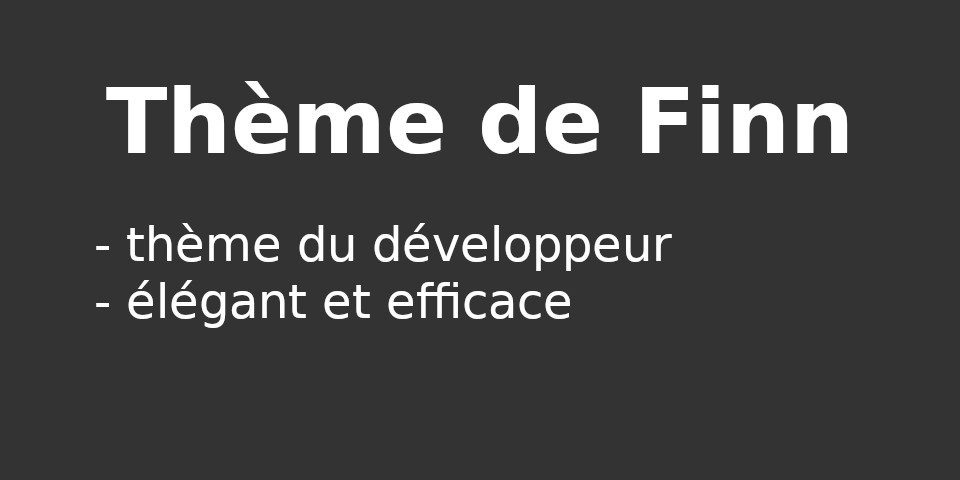 Thème de Finn
- thème du développeur
- élégant et efficace